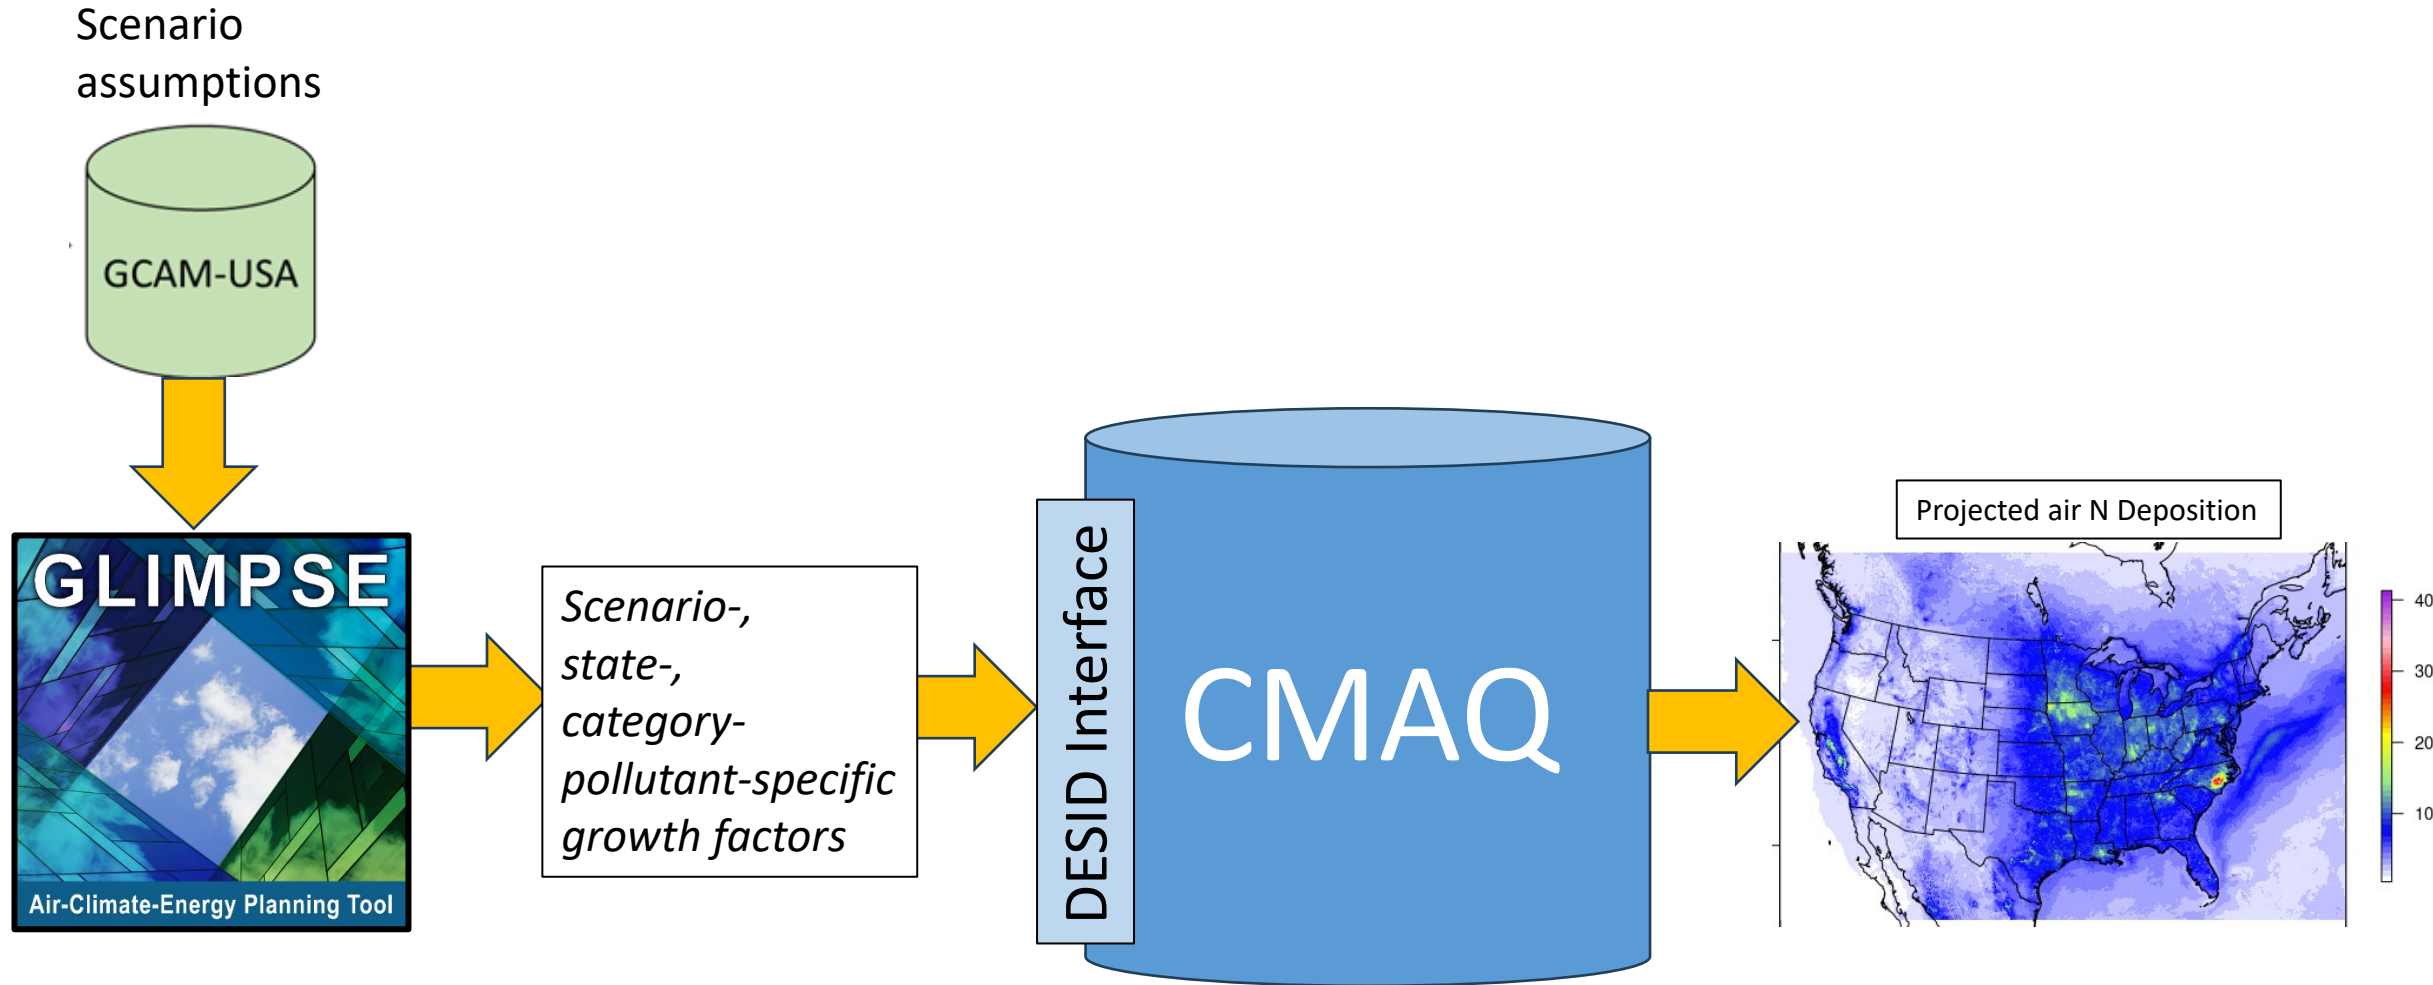 Scenario
assumptions
GCAM-USA
GLIMPSE
Air-Climate-Energy Planning Tool
Scenario-,
state-,
category-
pollutant-specific
growth factors
DESID Interface
CMAQ
Projected air N Deposition
40
30
20
10